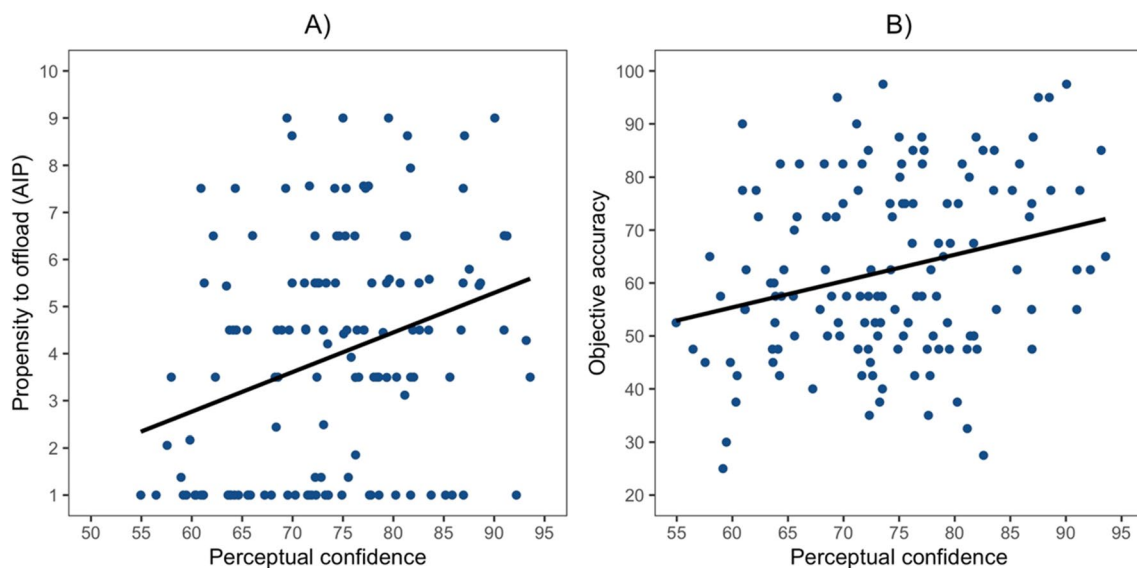 A)
Propensity to offload (AIP)
10
9
8
7
6
5
4
3
2
1
50 55 60 65 70 75 80 85 90 95
Perceptual confidence
B)
Objective accuracy
100
90
80
70
60
50
40
30
20
55 60 65 70 75 80 85 90 95
Perceptual confidence